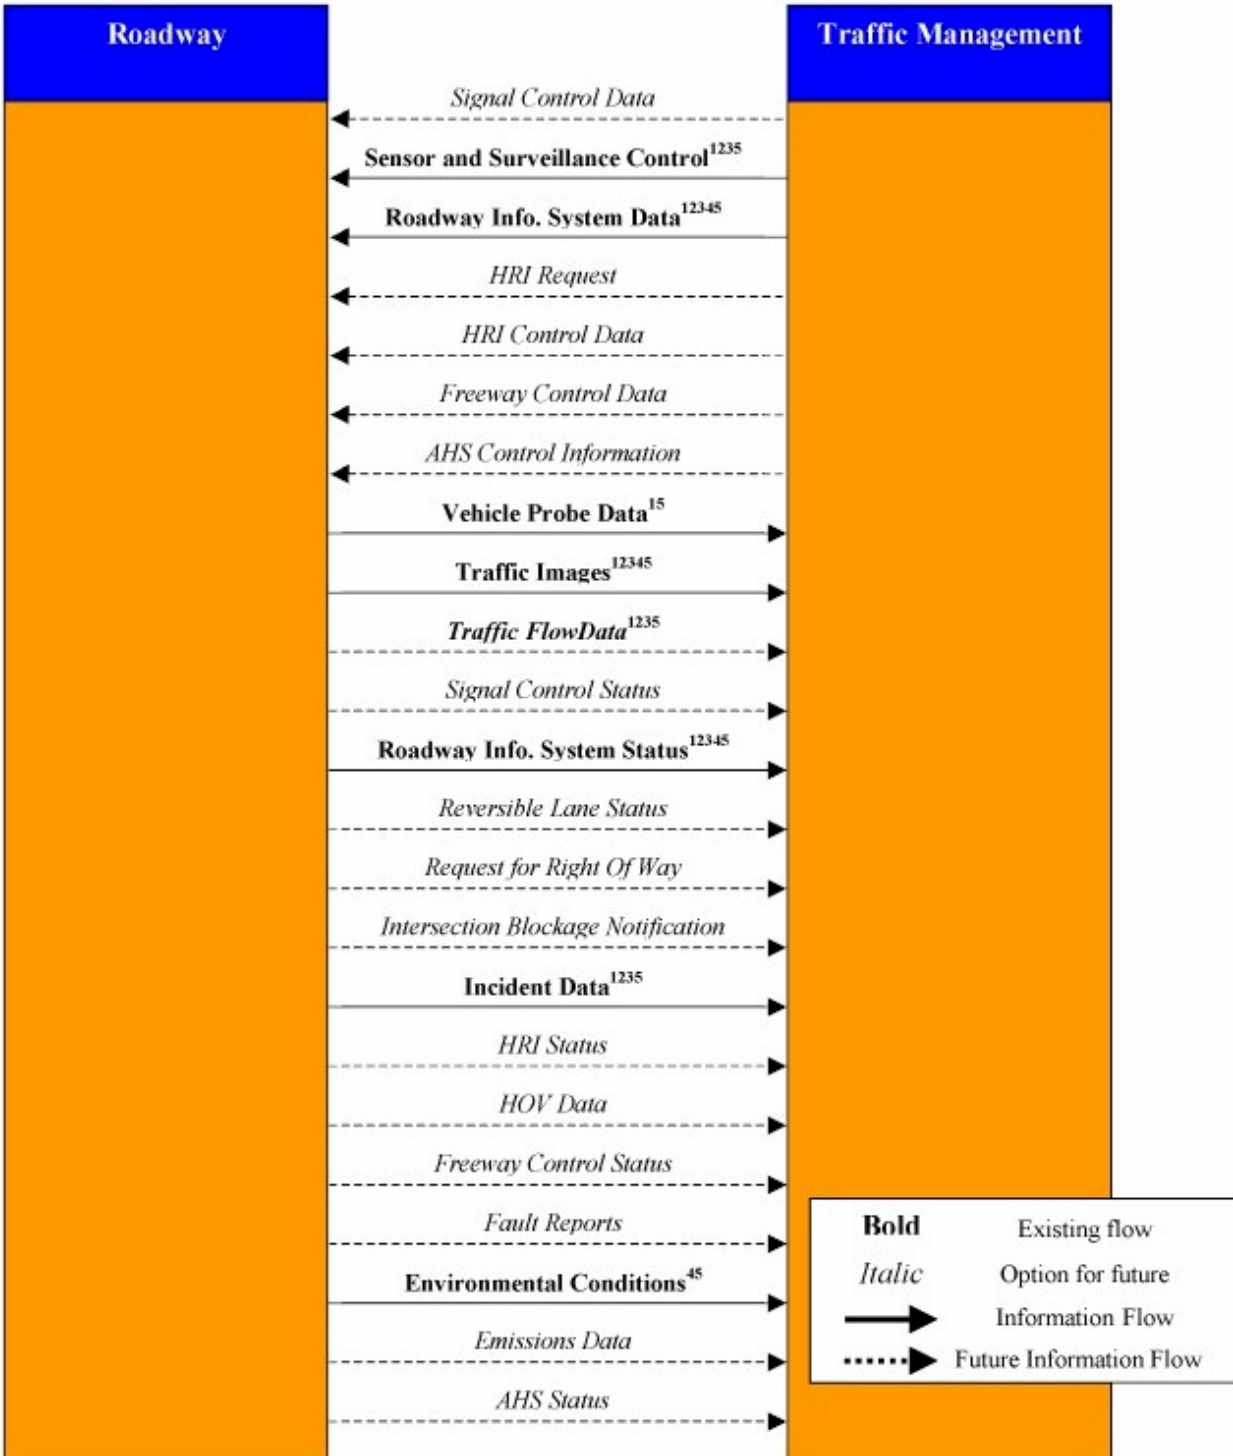 Roadway
Traffic Management
Signal Control Data
Sensor and Surveillance Control1235
Roadway Info. System Data12345
HRI Request
HRI Control Data
Freeway Control Data
AHS Control Information
Vehicle Probe Data15
Traffic Images12345
Traffic FlowData1235
Signal Control Status
Roadway Info. System Status12345
Reversible Lane Status
Request for Right Of Way
Intersection Blockage Notification
Incident Data1235
HRI Status
HOV Data
Freeway Control Status
Fault Reports
Environmental Conditions45
Emissions Data
AHS Status
Bold Existing flow
Italic Option for future
Information Flow
Future Information Flow